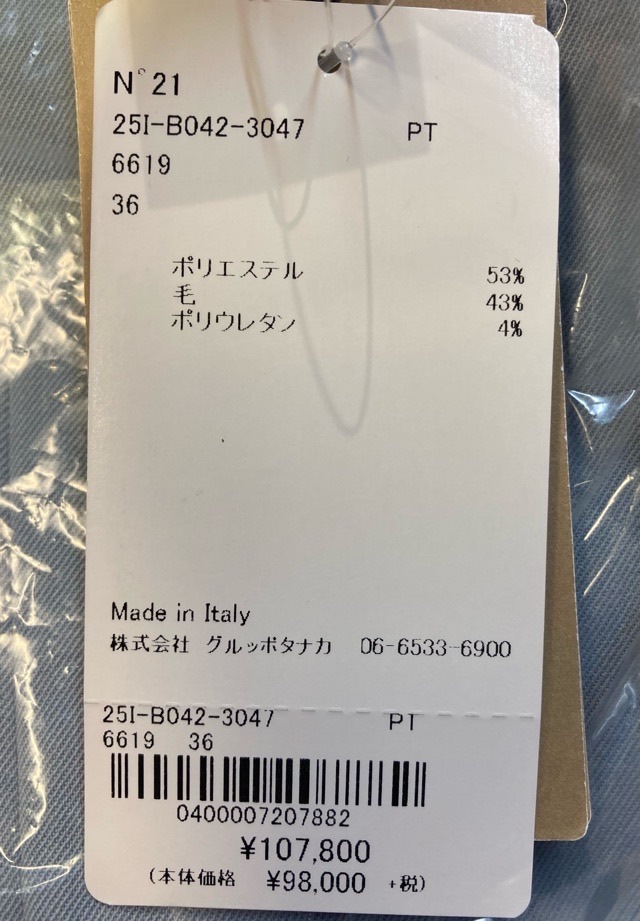 N°21
25I-B042-3047 PT
6619
36
ポリエステル 53%
毛 43%
ポリウレタン 4%
Made in Italy
株式会社 グルッポタナカ 06-6533-6900
25I-B042-3047 PT
6619 36
0400007207882
¥107,800
(本体価格 ¥98,000 +税)